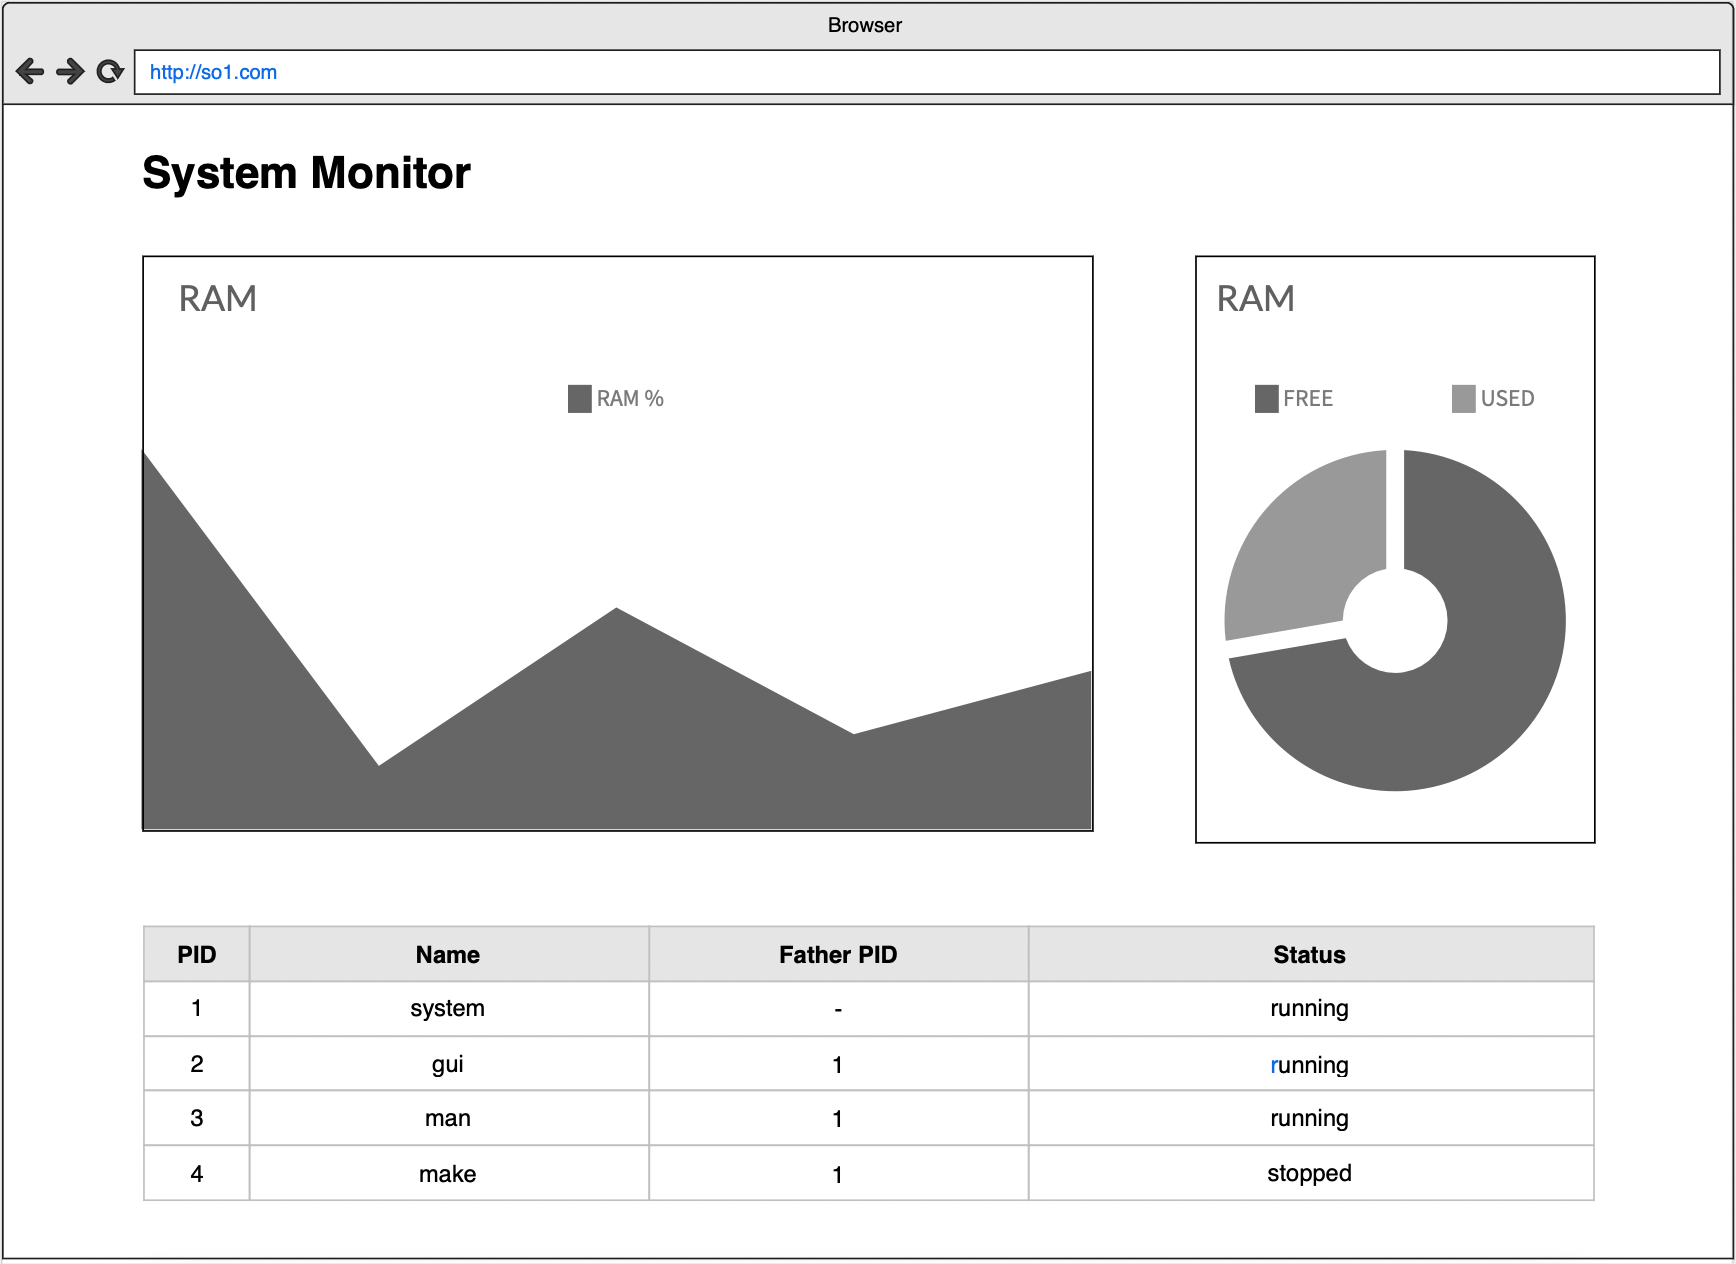 Browser
http://so1.com
System Monitor
RAM
RAM %
RAM
FREE USED
PID Name Father PID Status
1 system - running
2 gui 1 running
3 man 1 running
4 make 1 stopped